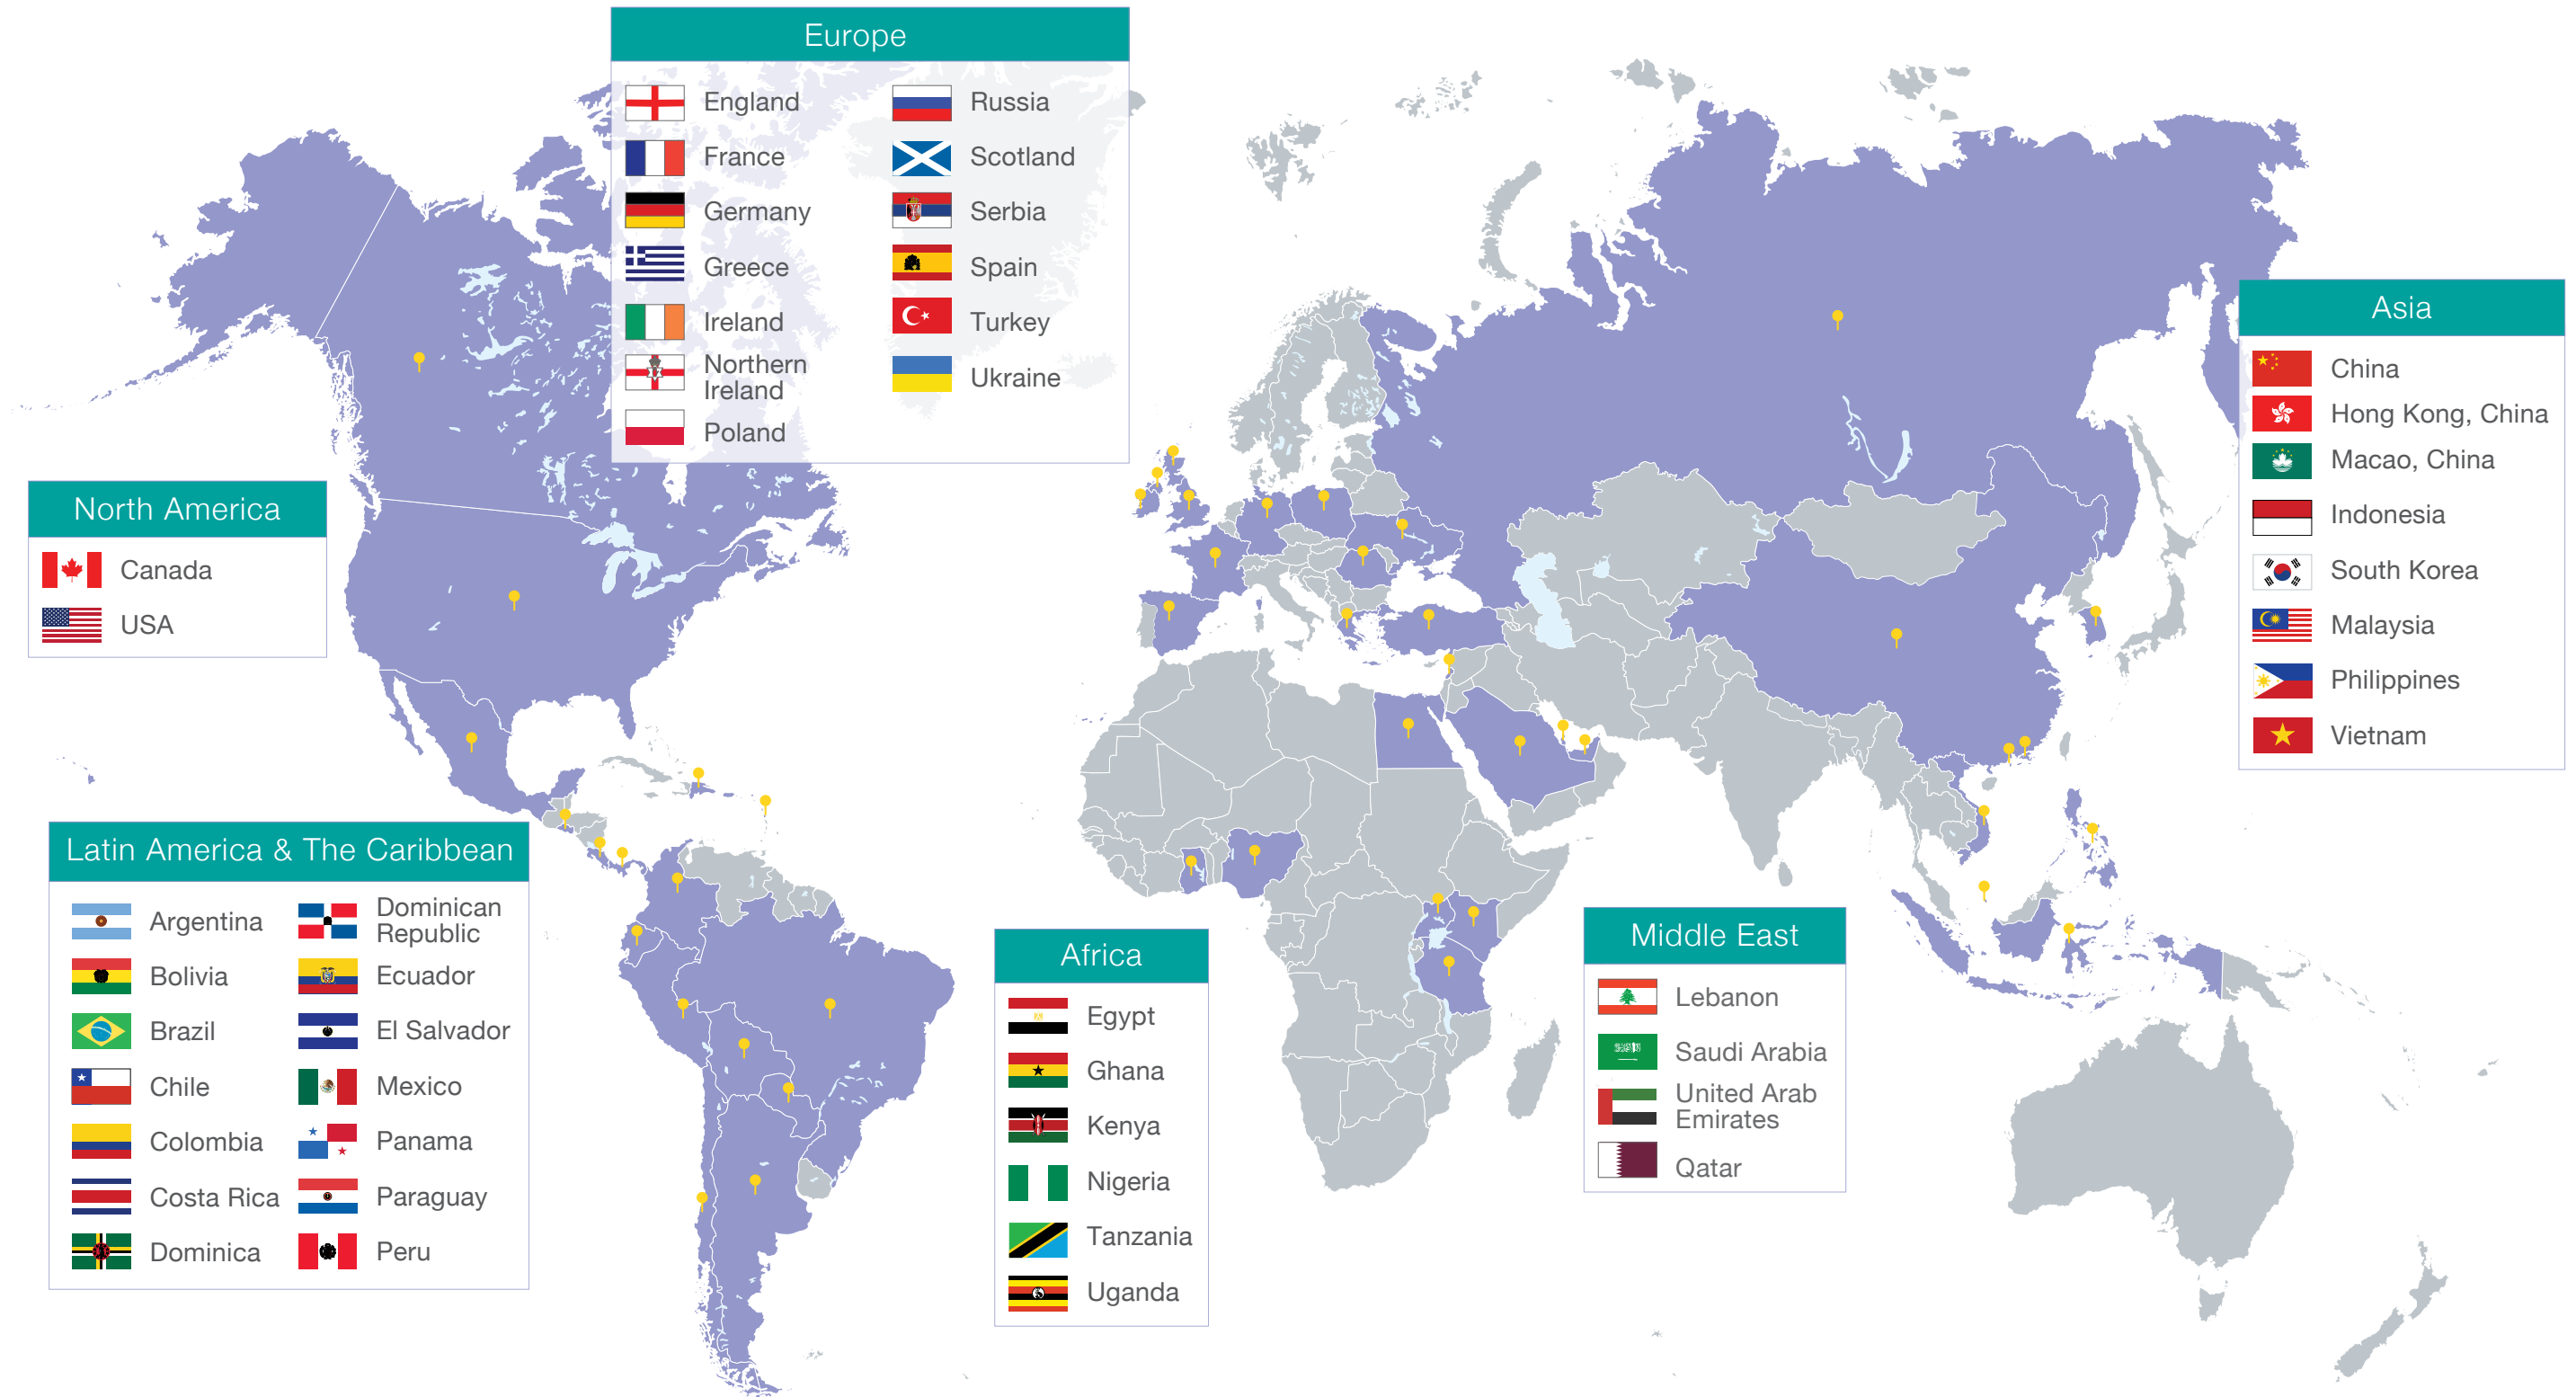 Europe
England
France
Germany
Greece
Ireland
Northern
Ireland
Poland
Russia
Scotland
Serbia
Spain
Turkey
Ukraine
Asia
China
Hong Kong, China
Macao, China
Indonesia
South Korea
Malaysia
Philippines
Vietnam
North America
Canada
USA
Latin America & The Caribbean
Argentina
Bolivia
Brazil
Chile
Colombia
Costa Rica
Dominica
Dominican
Republic
Ecuador
El Salvador
Mexico
Panama
Paraguay
Peru
Africa
Egypt
Ghana
Kenya
Nigeria
Tanzania
Uganda
Middle East
Lebanon
Saudi Arabia
United Arab
Emirates
Qatar